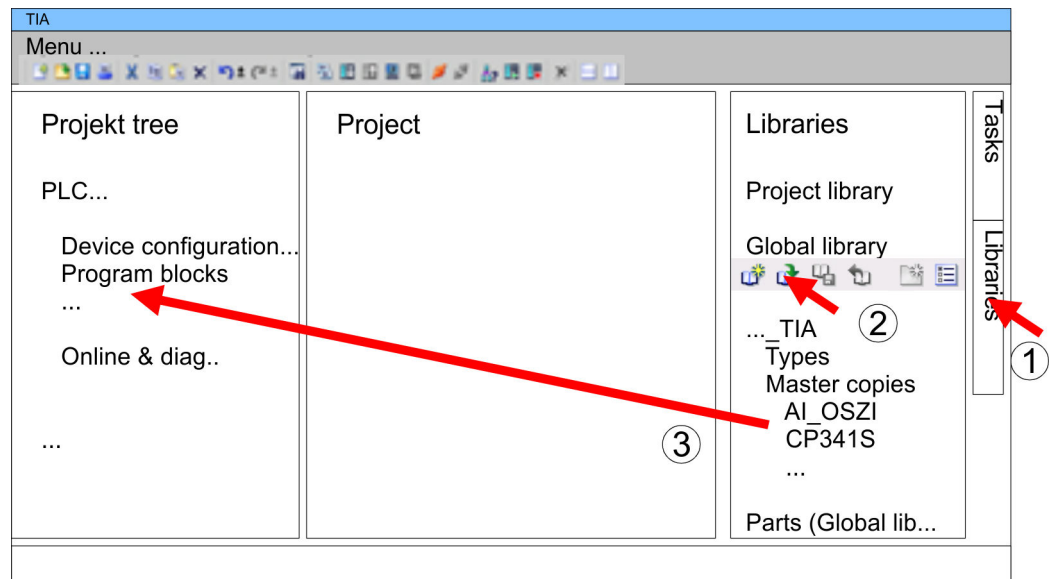 TIA
Menu ...
Projekt tree
PLC...
Device configuration...
Program blocks
...
Online & diag..
...
Project
③
Libraries
Project library
Global library
②
..._TIA
Types
Master copies
AI_OSZI
CP341S
...
Parts (Global lib...
Tasks
Libraries
①